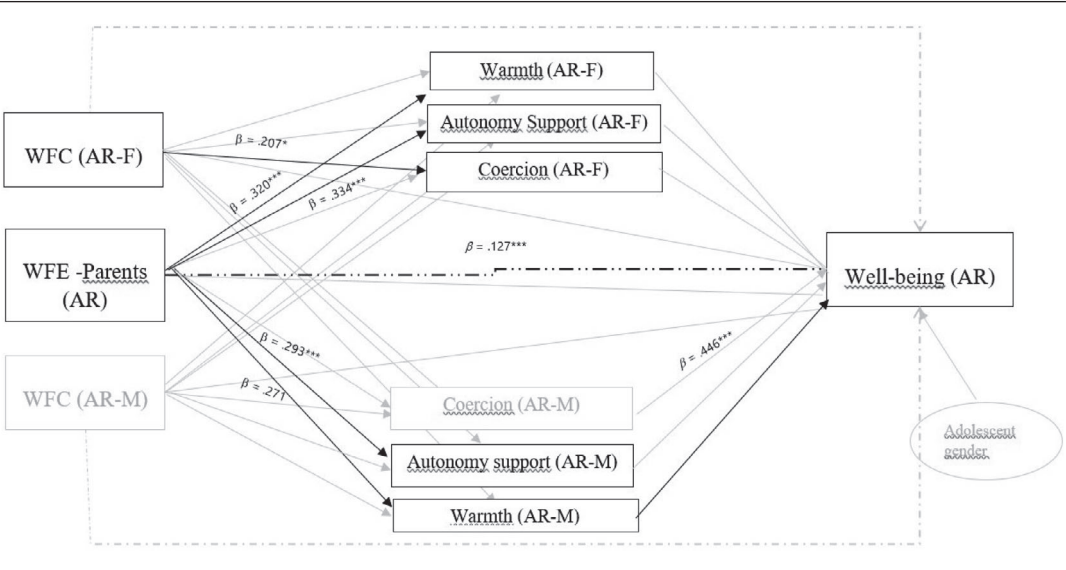 Warmth (AR-F)
Autonomy Support (AR-F)
Coercion (AR-F)
WFC (AR-F)
β = .207*
β = .320***
β = .334***
β = .127***
WFE -Parents
(AR)
Well-being (AR)
β = .293***
β = .271
β = .446***
WFC (AR-M)
Coercion (AR-M)
Autonomy support (AR-M)
Warmth (AR-M)
Adolescent
gender